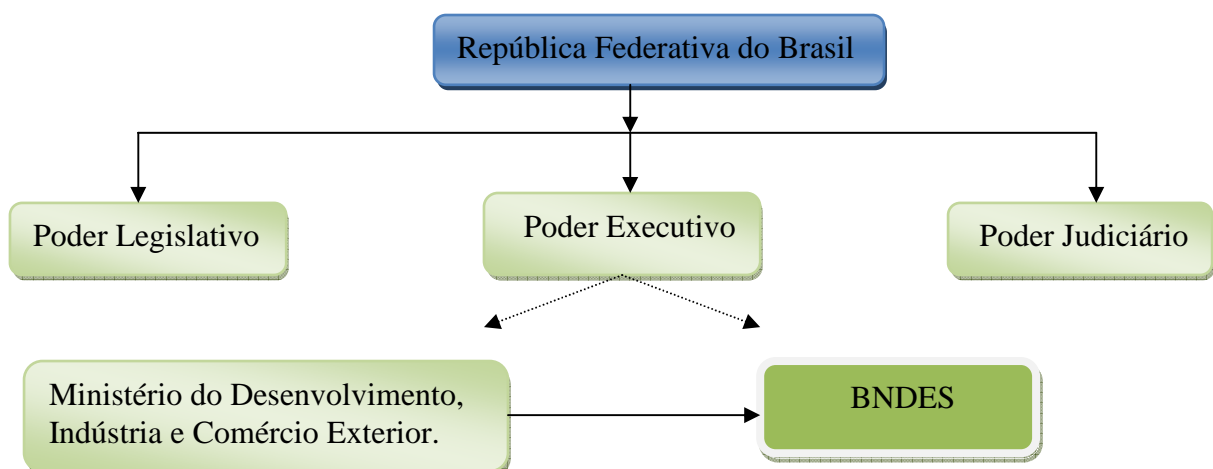 República Federativa do Brasil
Poder Legislativo
Poder Executivo
Poder Judiciário
Ministério do Desenvolvimento,
Indústria e Comércio Exterior.
BNDES